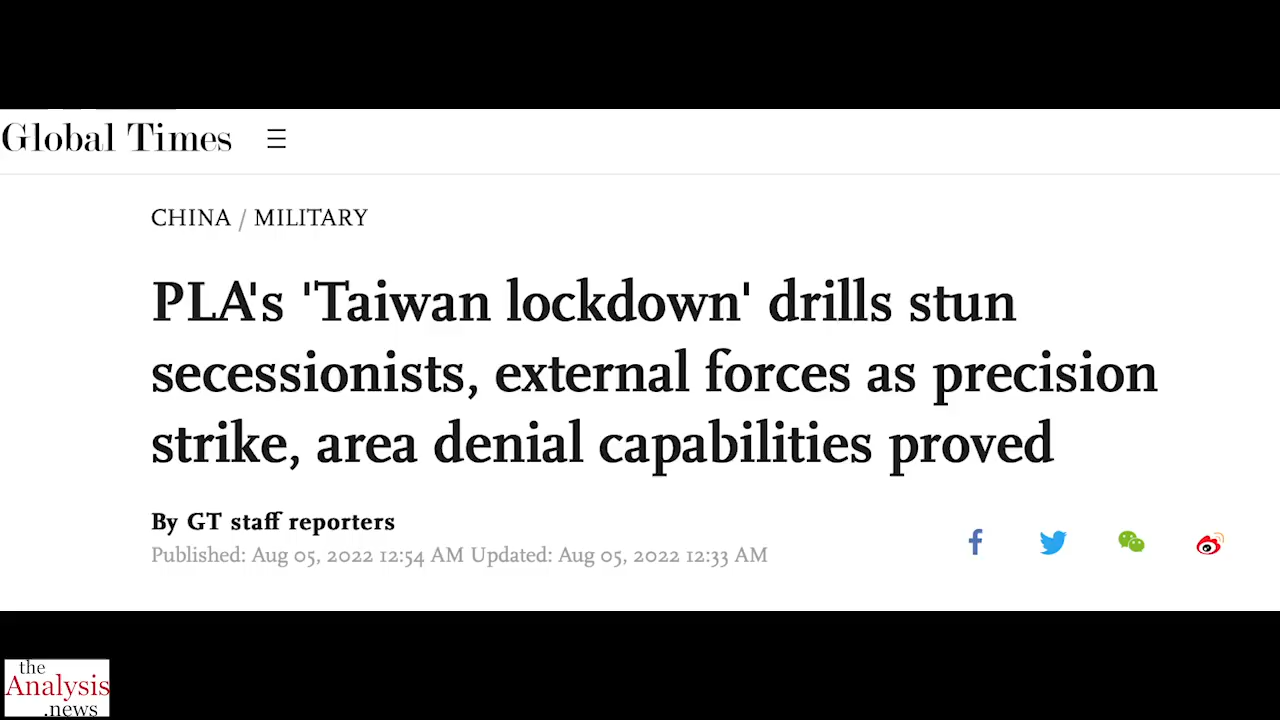 Global Times
CHINA / MILITARY
PLA's 'Taiwan lockdown' drills stun
secessionists, external forces as precision
strike, area denial capabilities proved
By GT staff reporters
Published: Aug 05, 2022 12:54 AM Updated: Aug 05, 2022 12:33 AM
the
Analysis
.news